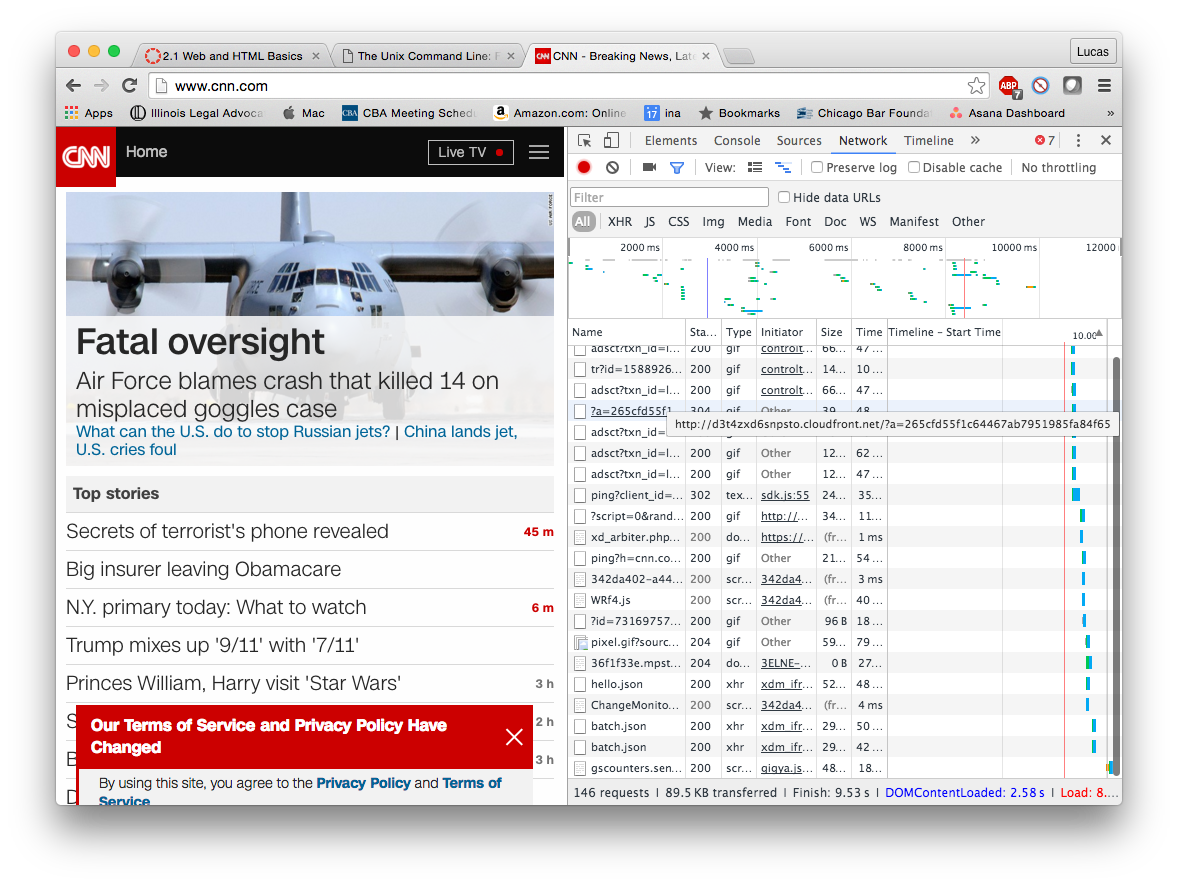 2.1 Web and HTML Basics
The Unix Command Line: F
CNN - Breaking News, Late
Lucas
www.cnn.com
ABP 7
Apps
Illinois Legal Advocat
Mac
CBA CBA Meeting Schedu
Amazon.com: Online
17 ina
Bookmarks
Chicago Bar Foundat
Asana Dashboard
»
CNN
Home
Live TV
Fatal oversight
Air Force blames crash that killed 14 on
misplaced goggles case
What can the U.S. do to stop Russian jets? | China lands jet,
U.S. cries foul
Top stories
Secrets of terrorist's phone revealed 45 m
Big insurer leaving Obamacare
N.Y. primary today: What to watch 6 m
Trump mixes up '9/11' with '7/11'
Princes William, Harry visit 'Star Wars' 3 h
S 2 h
B 3 h
D
Our Terms of Service and Privacy Policy Have
Changed
By using this site, you agree to the Privacy Policy and Terms of
Service
Elements Console Sources Network Timeline » 7
View: Preserve log Disable cache No throttling
Filter Hide data URLs
All XHR JS CSS Img Media Font Doc WS Manifest Other
2000 ms 4000 ms 6000 ms 8000 ms 10000 ms 12000
Name Sta... Type Initiator Size Time Timeline – Start Time 10.00
adsct?txn_id=l... 200 gif controlt... 66... 47...
tr?id=1588926... 200 gif controlt... 14... 10...
adsct?txn_id=l... 200 gif controlt... 66... 47...
?a=265cfd55f1 304 gif Other 39 48
http://d3t4zxd6snpsto.cloudfront.net/?a=265cfd55f1c64467ab7951985fa84f65
adsct?txn_id=
adsct?txn_id=l... 200 gif Other 12... 62...
adsct?txn_id=l... 200 gif Other 12... 47...
ping?client_id=... 302 tex... sdk.js:55 24... 35...
?script=0&rand... 200 gif http://... 34... 11...
xd_arbiter.php... 200 do... https://... (fr... 1 ms
ping?h=cnn.co... 200 gif Other 21... 54...
342da402-a44... 200 scr... 342da4... (fr... 3 ms
WRf4.js 200 scr... 342da4... (fr... 40...
?id=73169757... 200 gif Other 96 B 18...
pixel.gif?sourc... 204 gif Other 59... 79...
36f1f33e.mpst... 204 do... 3ELNE-... 0 B 27...
hello.json 200 xhr xdm_ifr... 52... 48...
ChangeMonito... 200 scr... 342da4... (fr... 4 ms
batch.json 200 xhr xdm_ifr... 29... 50...
batch.json 200 xhr xdm_ifr... 29... 42...
gscounters.sen... 200 scr... gigya.js... 48... 18...
146 requests | 89.5 KB transferred | Finish: 9.53 s | DOMContentLoaded: 2.58 s | Load: 8....